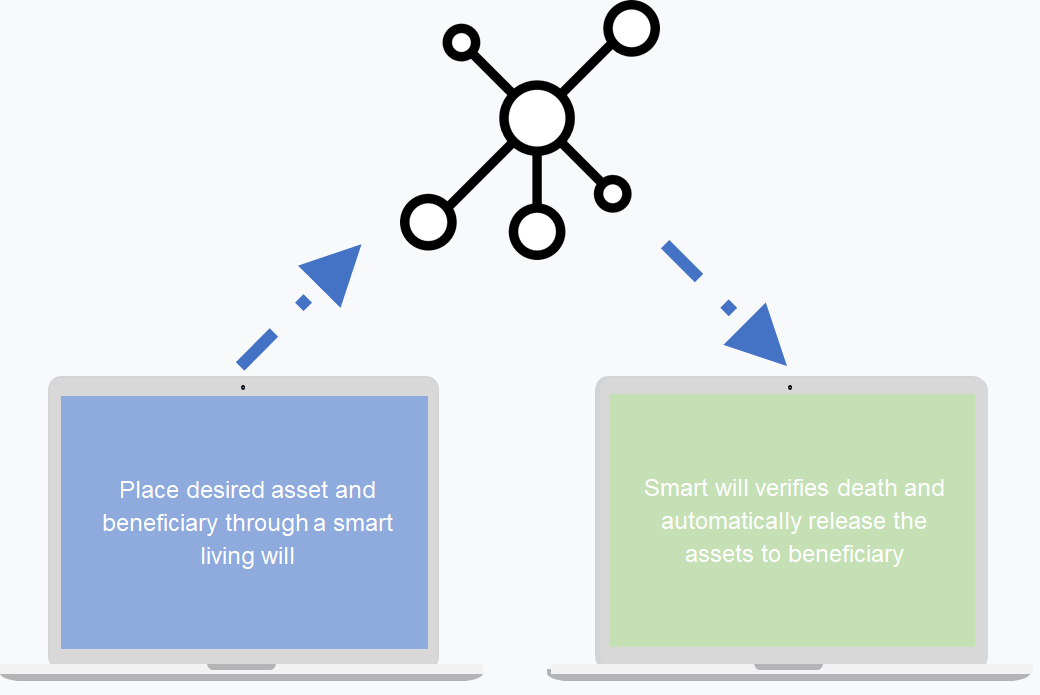 Place desired asset and
beneficiary through a smart
living will
Smart will verifies death and
automatically release the
assets to beneficiary